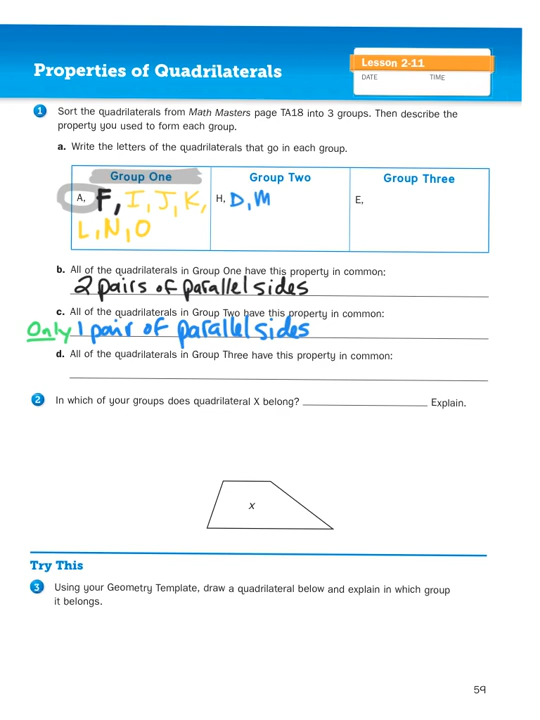 Properties of Quadrilaterals
Lesson 2-11
DATE TIME
1 Sort the quadrilaterals from Math Masters page TA18 into 3 groups. Then describe the
property you used to form each group.
a. Write the letters of the quadrilaterals that go in each group.
Group One Group Two Group Three
A, F, I, J, K, H, D, M E,
L, N, O
b. All of the quadrilaterals in Group One have this property in common:
2 pairs of parallel sides
c. All of the quadrilaterals in Group Two have this property in common:
Only 1 pair of parallel sides
d. All of the quadrilaterals in Group Three have this property in common:
2 In which of your groups does quadrilateral X belong? Explain.
X
Try This
3 Using your Geometry Template, draw a quadrilateral below and explain in which group
it belongs.
59